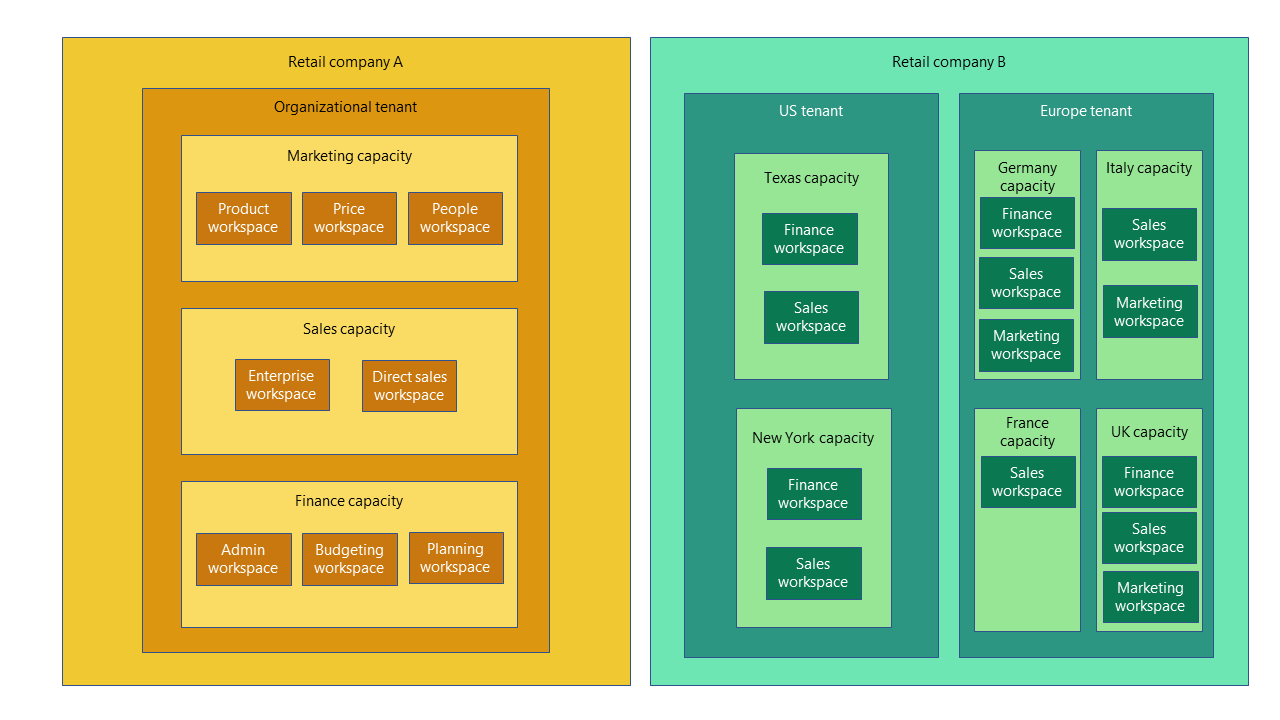 Retail company A
Organizational tenant
Marketing capacity
Product
workspace
Price
workspace
People
workspace
Sales capacity
Enterprise
workspace
Direct sales
workspace
Finance capacity
Admin
workspace
Budgeting
workspace
Planning
workspace
Retail company B
US tenant
Texas capacity
Finance
workspace
Sales
workspace
New York capacity
Finance
workspace
Sales
workspace
Europe tenant
Germany
capacity
Finance
workspace
Sales
workspace
Marketing
workspace
Italy capacity
Sales
workspace
Marketing
workspace
France
capacity
Sales
workspace
UK capacity
Finance
workspace
Sales
workspace
Marketing
workspace